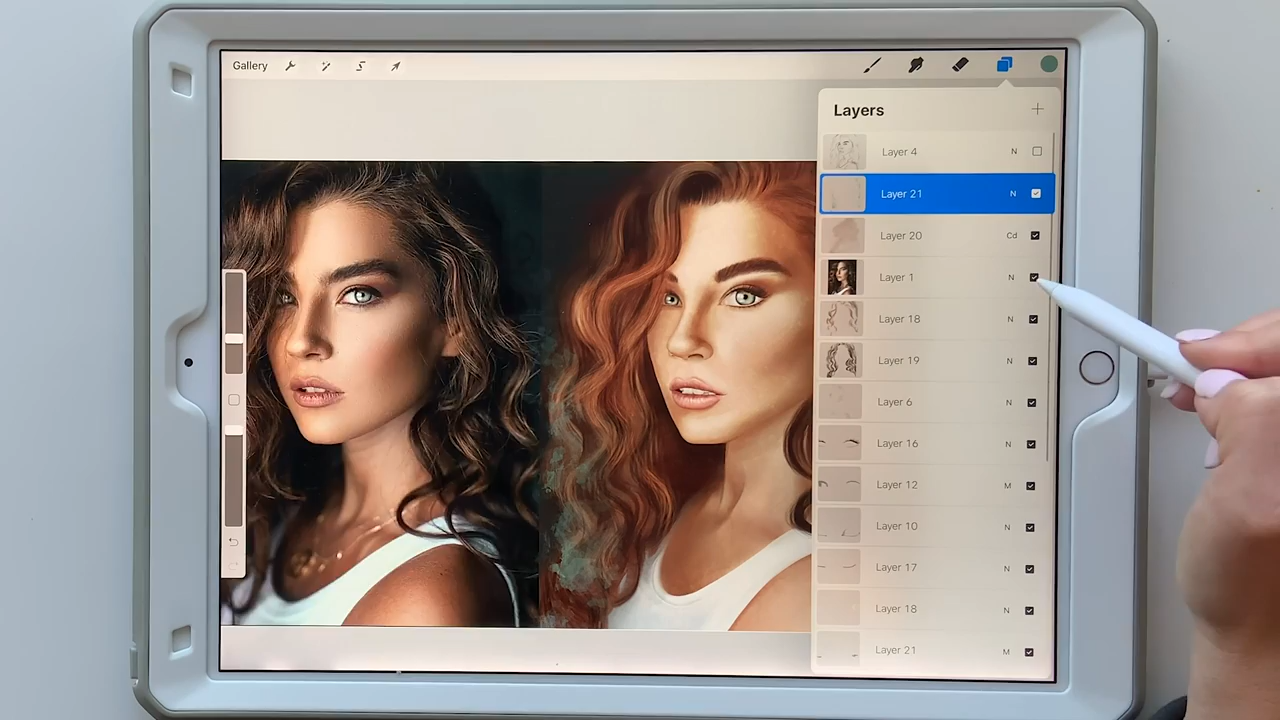 Gallery
Layers
Layer 4 N
Layer 21 N
Layer 20 Cd
Layer 1 N
Layer 18 N
Layer 19 N
Layer 6 N
Layer 16 N
Layer 12 M
Layer 10 N
Layer 17 N
Layer 18 N
Layer 21 M